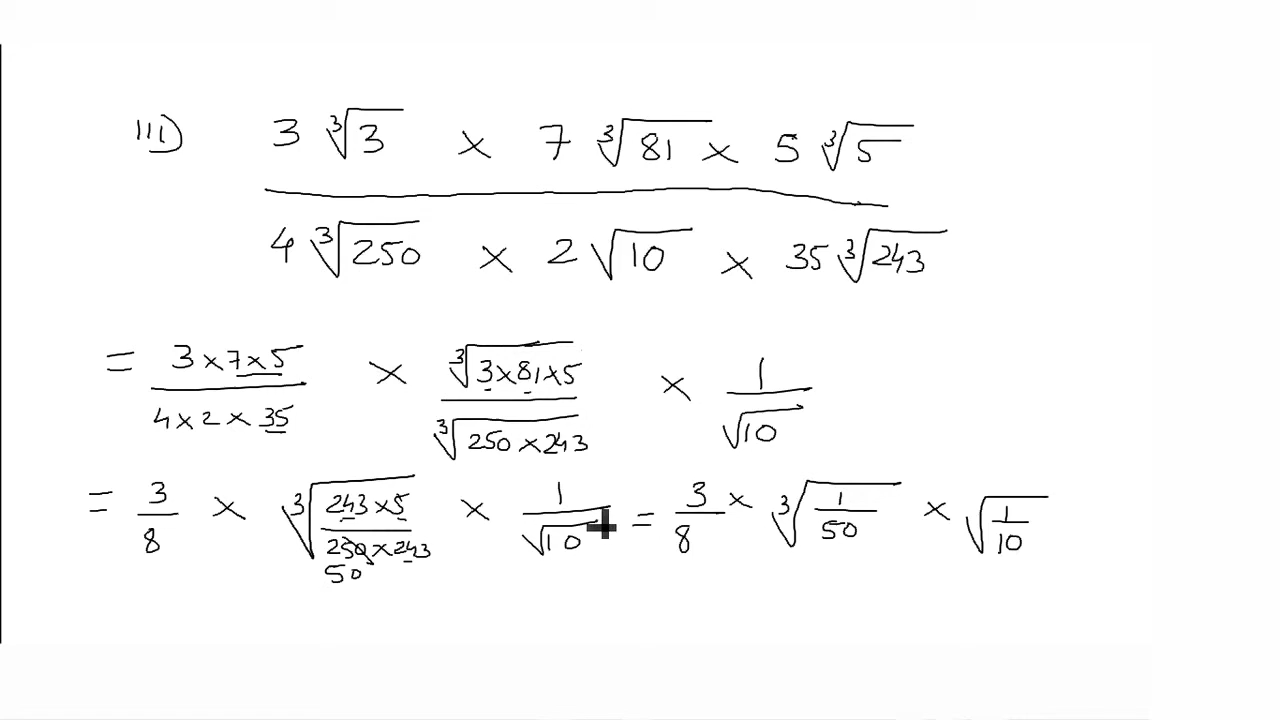 III) 3 ∛3 × 7 ∛81 × 5 ∛5
4 ∛250 × 2 √10 × 35 ∛243
= 3×7×5 / 4×2×35 × ∛3×81×5 / ∛250×243 × 1 / √10
= 3/8 × ∛(243×5 / 250×243) × 1/√10 = 3/8 × ∛(1/50) × √(1/10)
50